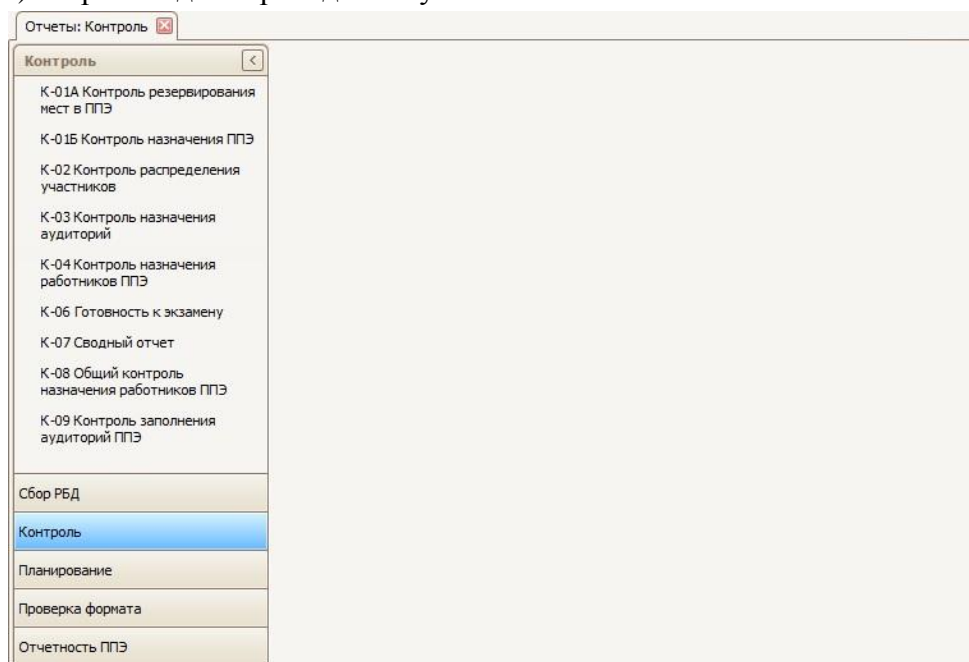 Отчеты: Контроль
Контроль
К-01А Контроль резервирования
мест в ППЭ
К-01Б Контроль назначения ППЭ
К-02 Контроль распределения
участников
К-03 Контроль назначения
аудиторий
К-04 Контроль назначения
работников ППЭ
К-06 Готовность к экзамену
К-07 Сводный отчет
К-08 Общий контроль
назначения работников ППЭ
К-09 Контроль заполнения
аудиторий ППЭ
Сбор РБД
Контроль
Планирование
Проверка формата
Отчетность ППЭ